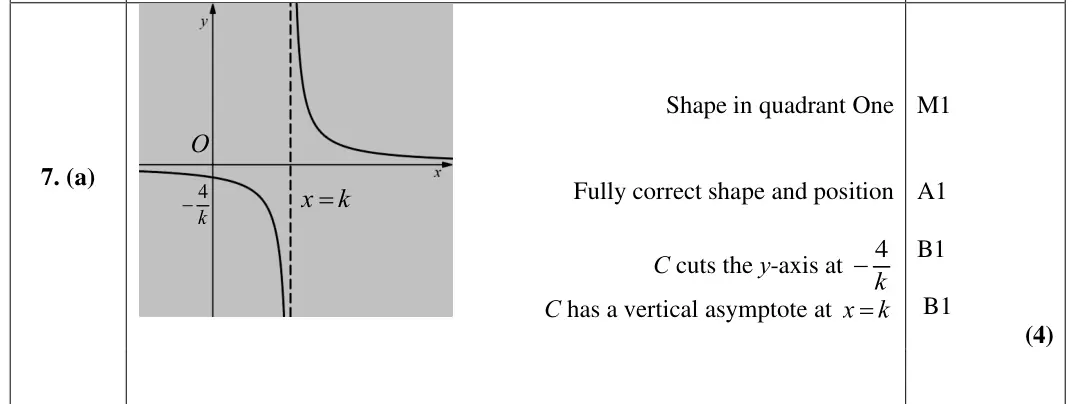 y
Shape in quadrant One M1
O
x
7. (a)
Fully correct shape and position A1
−4/k
x = k
C cuts the y-axis at −4/k B1
C has a vertical asymptote at x = k B1
(4)